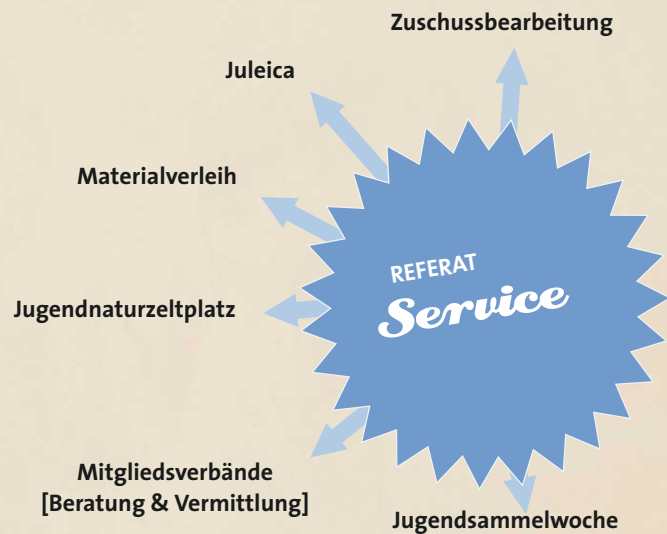 Zuschussbearbeitung
Juleica
Materialverleih
REFERAT
Service
Jugendnaturzeltplatz
Mitgliedsverbände
[Beratung & Vermittlung]
Jugendsammelwoche